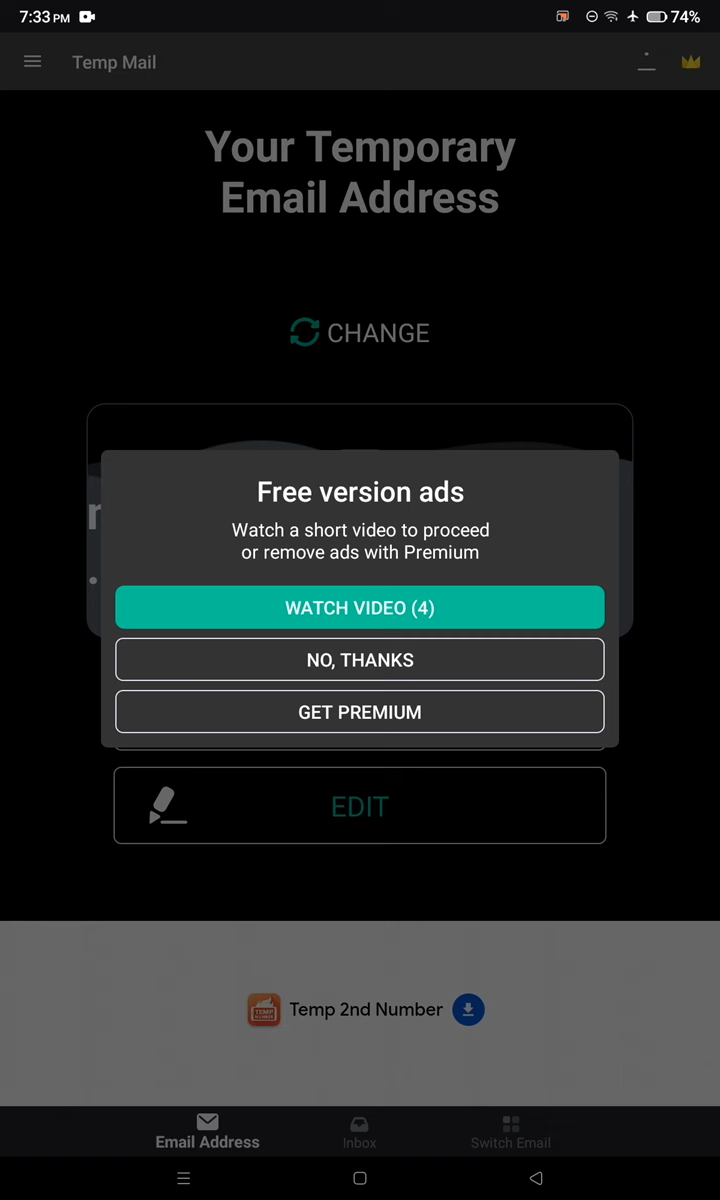 7:33 PM
74%
Temp Mail
Your Temporary
Email Address
CHANGE
Free version ads
Watch a short video to proceed
or remove ads with Premium
WATCH VIDEO (4)
NO, THANKS
GET PREMIUM
EDIT
TEMP
NUMBER
Temp 2nd Number
Email Address
Inbox
Switch Email